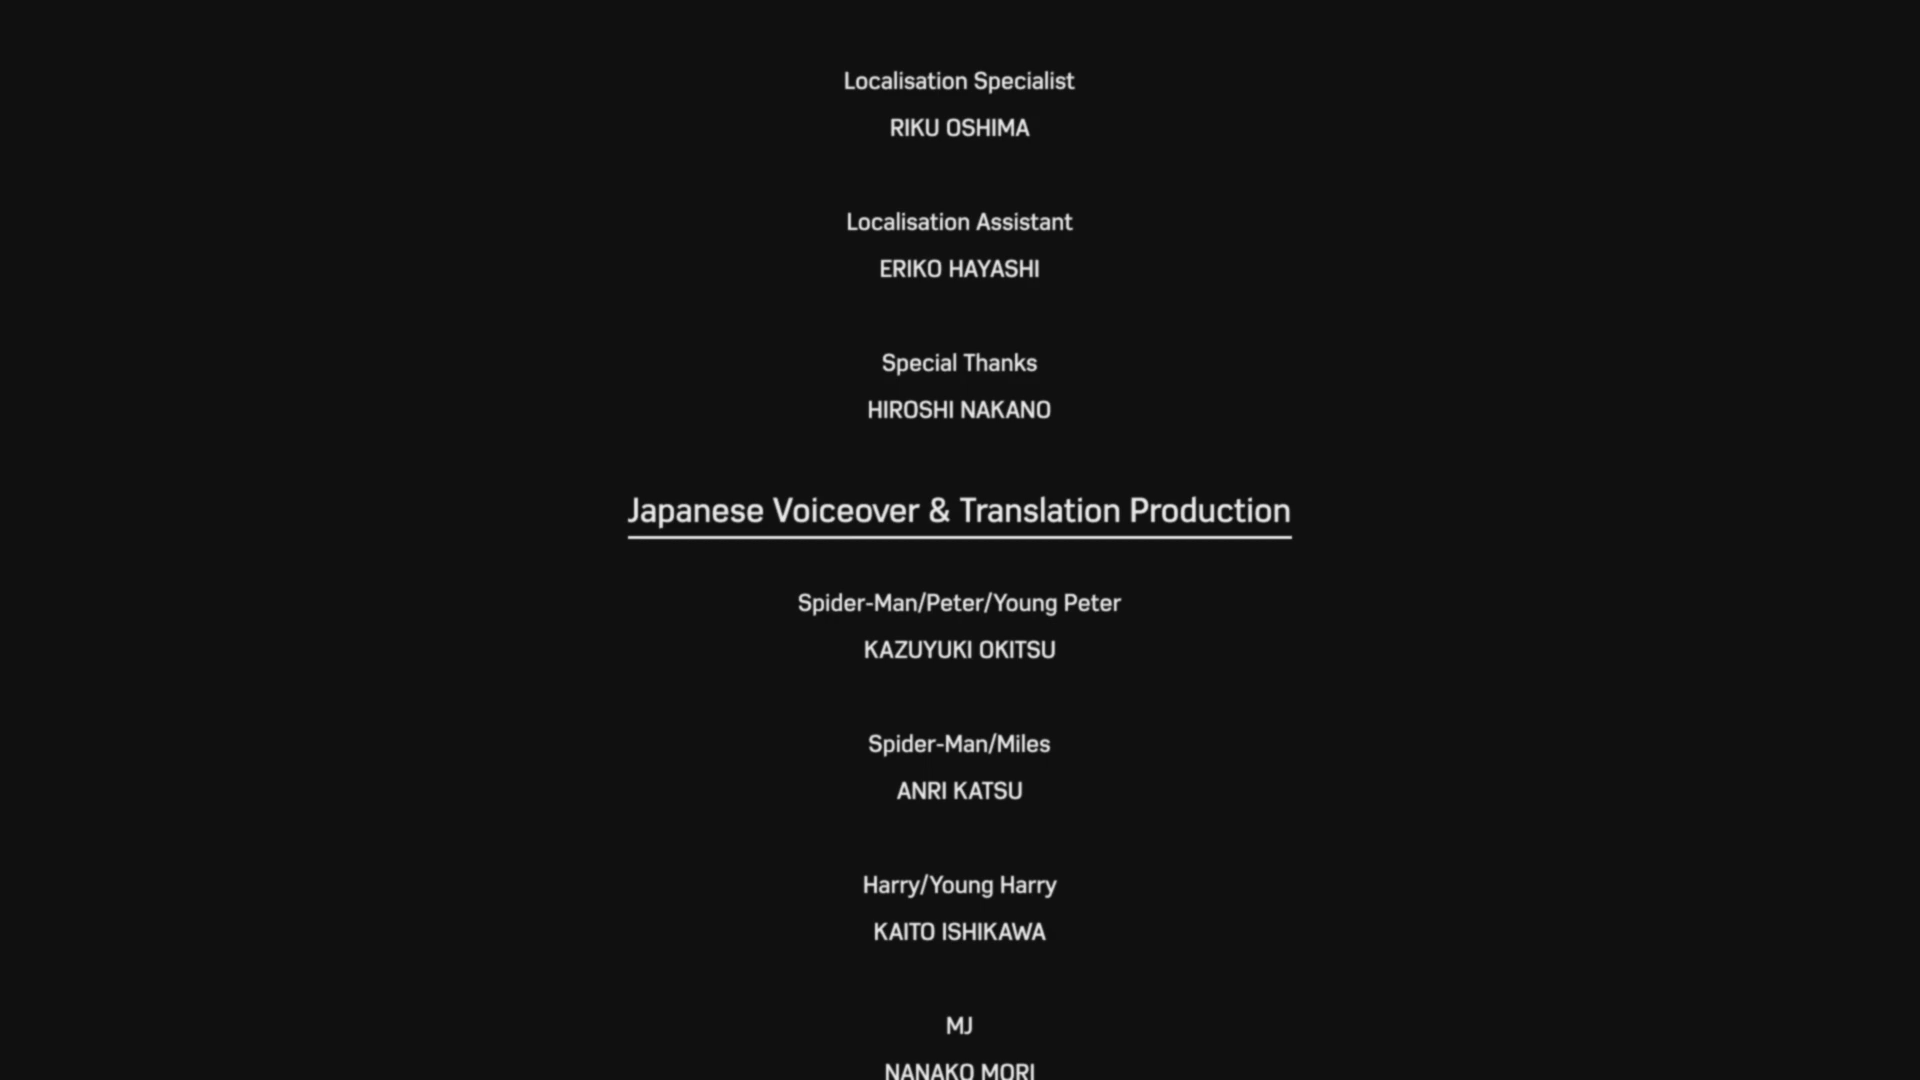 Localisation Specialist
RIKU OSHIMA
Localisation Assistant
ERIKO HAYASHI
Special Thanks
HIROSHI NAKANO
Japanese Voiceover & Translation Production
Spider-Man/Peter/Young Peter
KAZUYUKI OKITSU
Spider-Man/Miles
ANRI KATSU
Harry/Young Harry
KAITO ISHIKAWA
MJ
NANAKO MORI